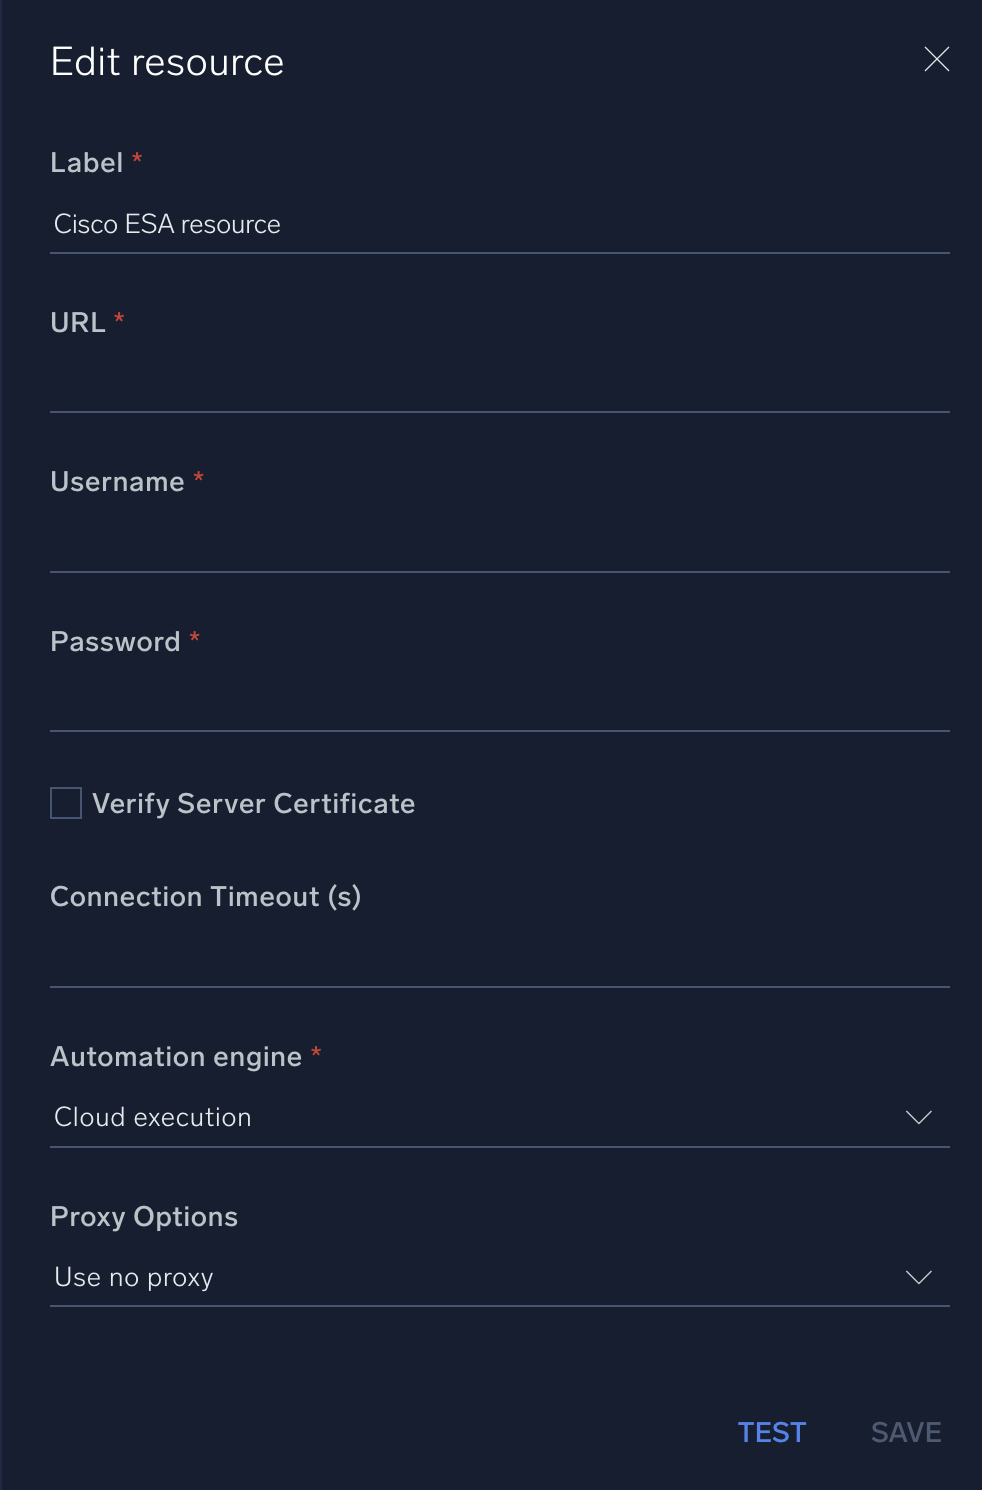 Edit resource
Label *
Cisco ESA resource
URL *
Username *
Password *
Verify Server Certificate
Connection Timeout (s)
Automation engine *
Cloud execution
Proxy Options
Use no proxy
TEST SAVE